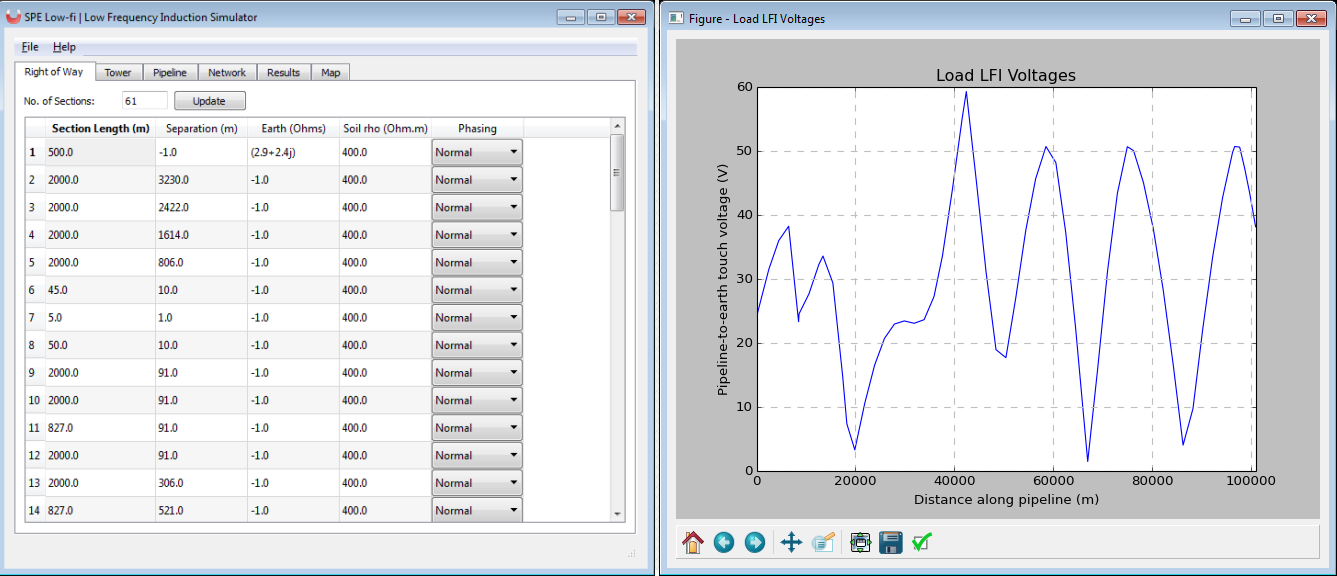 SPE Low-fi | Low Frequency Induction Simulator
File Help
Right of Way Tower Pipeline Network Results Map
No. of Sections: 61 Update
Section Length (m) Separation (m) Earth (Ohms) Soil rho (Ohm.m) Phasing
1 500.0 -1.0 (2.9+2.4j) 400.0 Normal
2 2000.0 3230.0 -1.0 400.0 Normal
3 2000.0 2422.0 -1.0 400.0 Normal
4 2000.0 1614.0 -1.0 400.0 Normal
5 2000.0 806.0 -1.0 400.0 Normal
6 45.0 10.0 -1.0 400.0 Normal
7 5.0 1.0 -1.0 400.0 Normal
8 50.0 10.0 -1.0 400.0 Normal
9 2000.0 91.0 -1.0 400.0 Normal
10 2000.0 91.0 -1.0 400.0 Normal
11 827.0 91.0 -1.0 400.0 Normal
12 2000.0 91.0 -1.0 400.0 Normal
13 2000.0 306.0 -1.0 400.0 Normal
14 827.0 521.0 -1.0 400.0 Normal
Figure - Load LFI Voltages
Load LFI Voltages
Pipeline-to-earth touch voltage (V)
60
50
40
30
20
10
0
0 20000 40000 60000 80000 100000
Distance along pipeline (m)